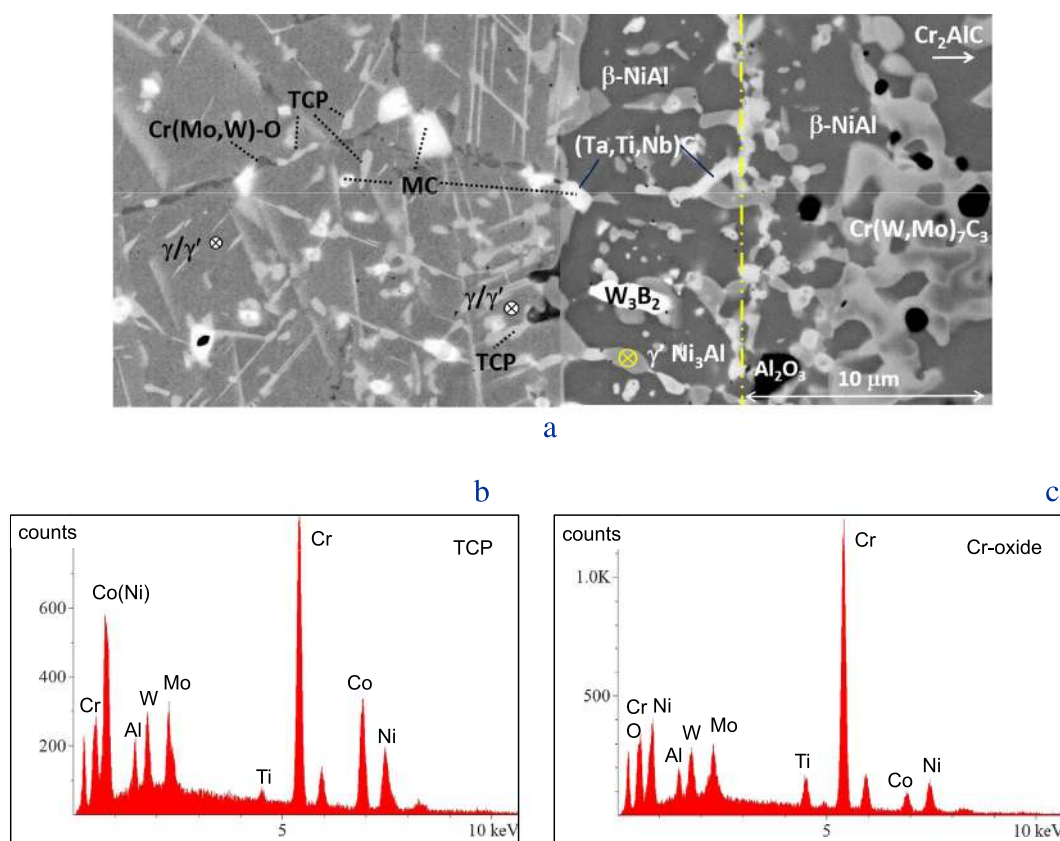 Cr₂AlC
β-NiAl
TCP
β-NiAl
Cr(Mo,W)-O
(Ta,Ti,Nb)C
MC
Cr(W,Mo)₇C₃
γ/γ'
γ/γ'
W₃B₂
TCP
γ' Ni₃Al
Al₂O₃
10 μm
a
b
c
counts
Cr
TCP
Co(Ni)
600
400
Cr
Al
W
Mo
Co
Ni
200
Ti
5
10 keV
counts
Cr
Cr-oxide
1.0K
500
Cr
O
Ni
Al
W
Mo
Ti
Co
Ni
5
10 keV